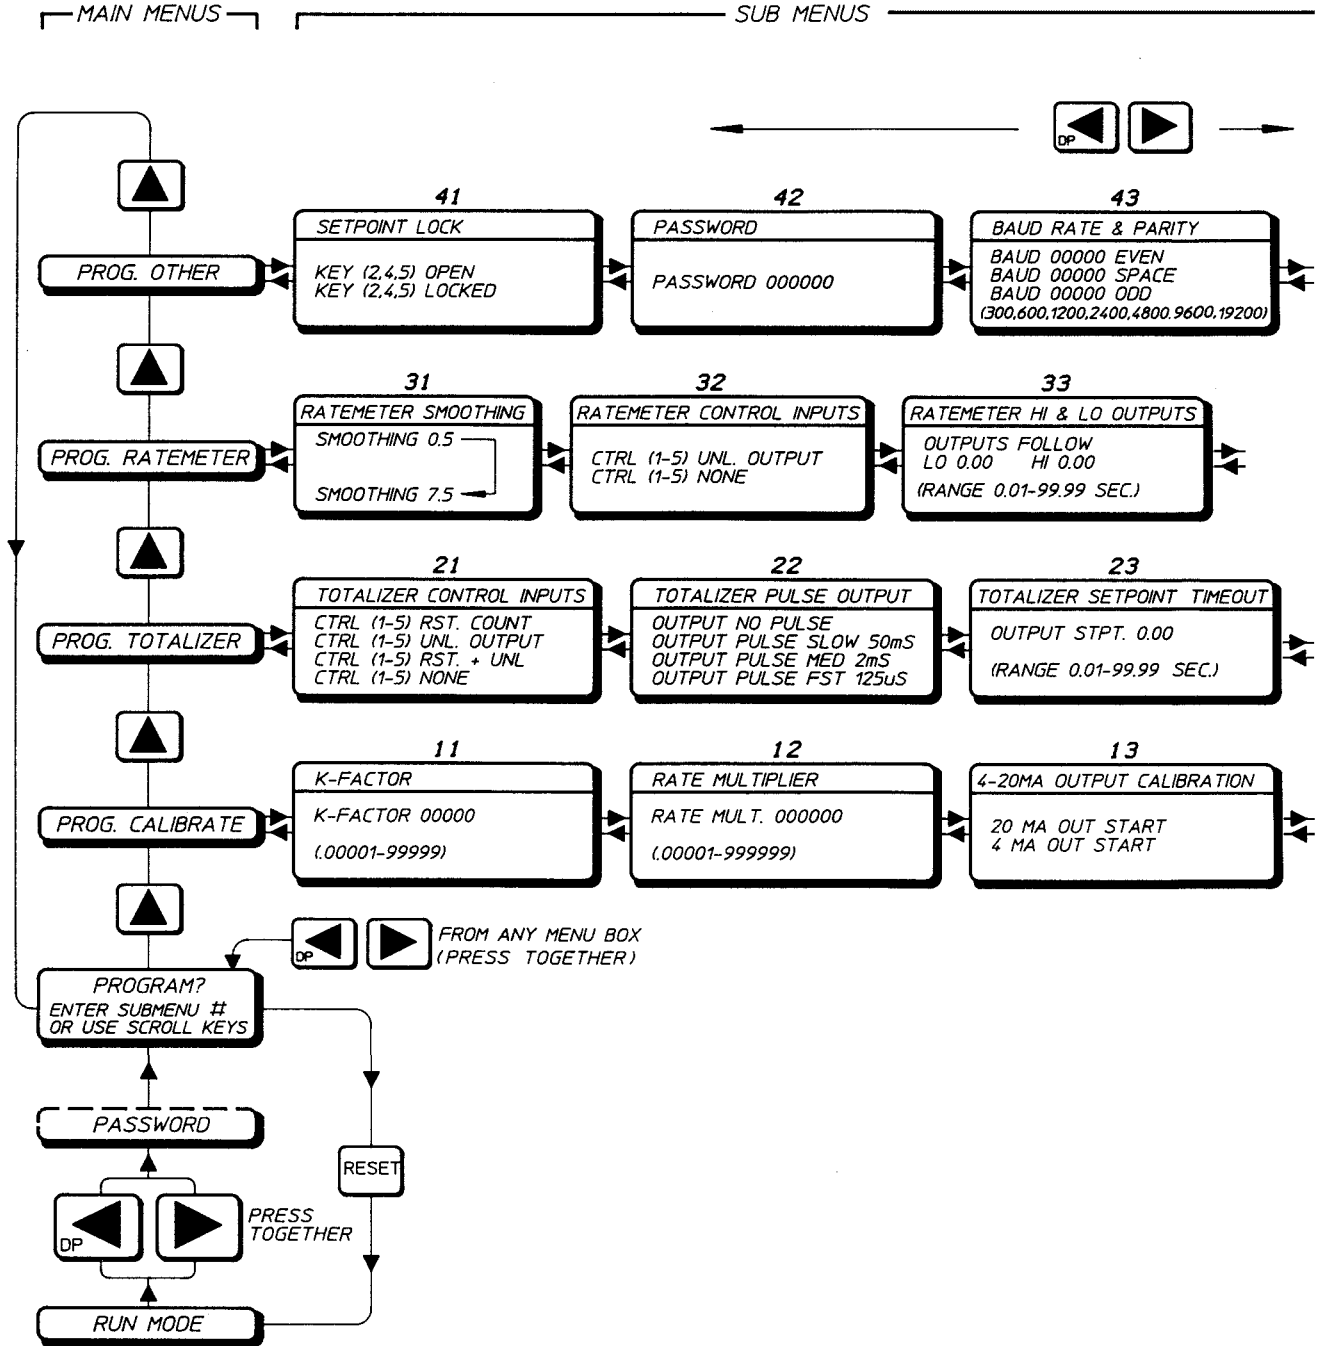 MAIN MENUS
SUB MENUS
DP
41
SETPOINT LOCK
KEY (2,4,5) OPEN
KEY (2,4,5) LOCKED
42
PASSWORD
PASSWORD 000000
43
BAUD RATE & PARITY
BAUD 00000 EVEN
BAUD 00000 SPACE
BAUD 00000 ODD
(300,600,1200,2400,4800.9600,19200)
PROG. OTHER
31
RATEMETER SMOOTHING
SMOOTHING 0.5
SMOOTHING 7.5
32
RATEMETER CONTROL INPUTS
CTRL (1-5) UNL. OUTPUT
CTRL (1-5) NONE
33
RATEMETER HI & LO OUTPUTS
OUTPUTS FOLLOW
LO 0.00 HI 0.00
(RANGE 0.01-99.99 SEC.)
PROG. RATEMETER
21
TOTALIZER CONTROL INPUTS
CTRL (1-5) RST. COUNT
CTRL (1-5) UNL. OUTPUT
CTRL (1-5) RST. + UNL
CTRL (1-5) NONE
22
TOTALIZER PULSE OUTPUT
OUTPUT NO PULSE
OUTPUT PULSE SLOW 50mS
OUTPUT PULSE MED 2mS
OUTPUT PULSE FST 125uS
23
TOTALIZER SETPOINT TIMEOUT
OUTPUT STPT. 0.00
(RANGE 0.01-99.99 SEC.)
PROG. TOTALIZER
11
K-FACTOR
K-FACTOR 00000
(.00001-99999)
12
RATE MULTIPLIER
RATE MULT. 000000
(.00001-999999)
13
4-20MA OUTPUT CALIBRATION
20 MA OUT START
4 MA OUT START
PROG. CALIBRATE
DP
FROM ANY MENU BOX
(PRESS TOGETHER)
PROGRAM?
ENTER SUBMENU #
OR USE SCROLL KEYS
PASSWORD
RESET
DP
PRESS
TOGETHER
RUN MODE